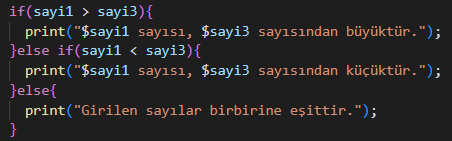 if(sayi1 > sayi3){
  print("$sayi1 sayısı, $sayi3 sayısından büyüktür.");
}else if(sayi1 < sayi3){
  print("$sayi1 sayısı, $sayi3 sayısından küçüktür.");
}else{
  print("Girilen sayılar birbirine eşittir.");
}